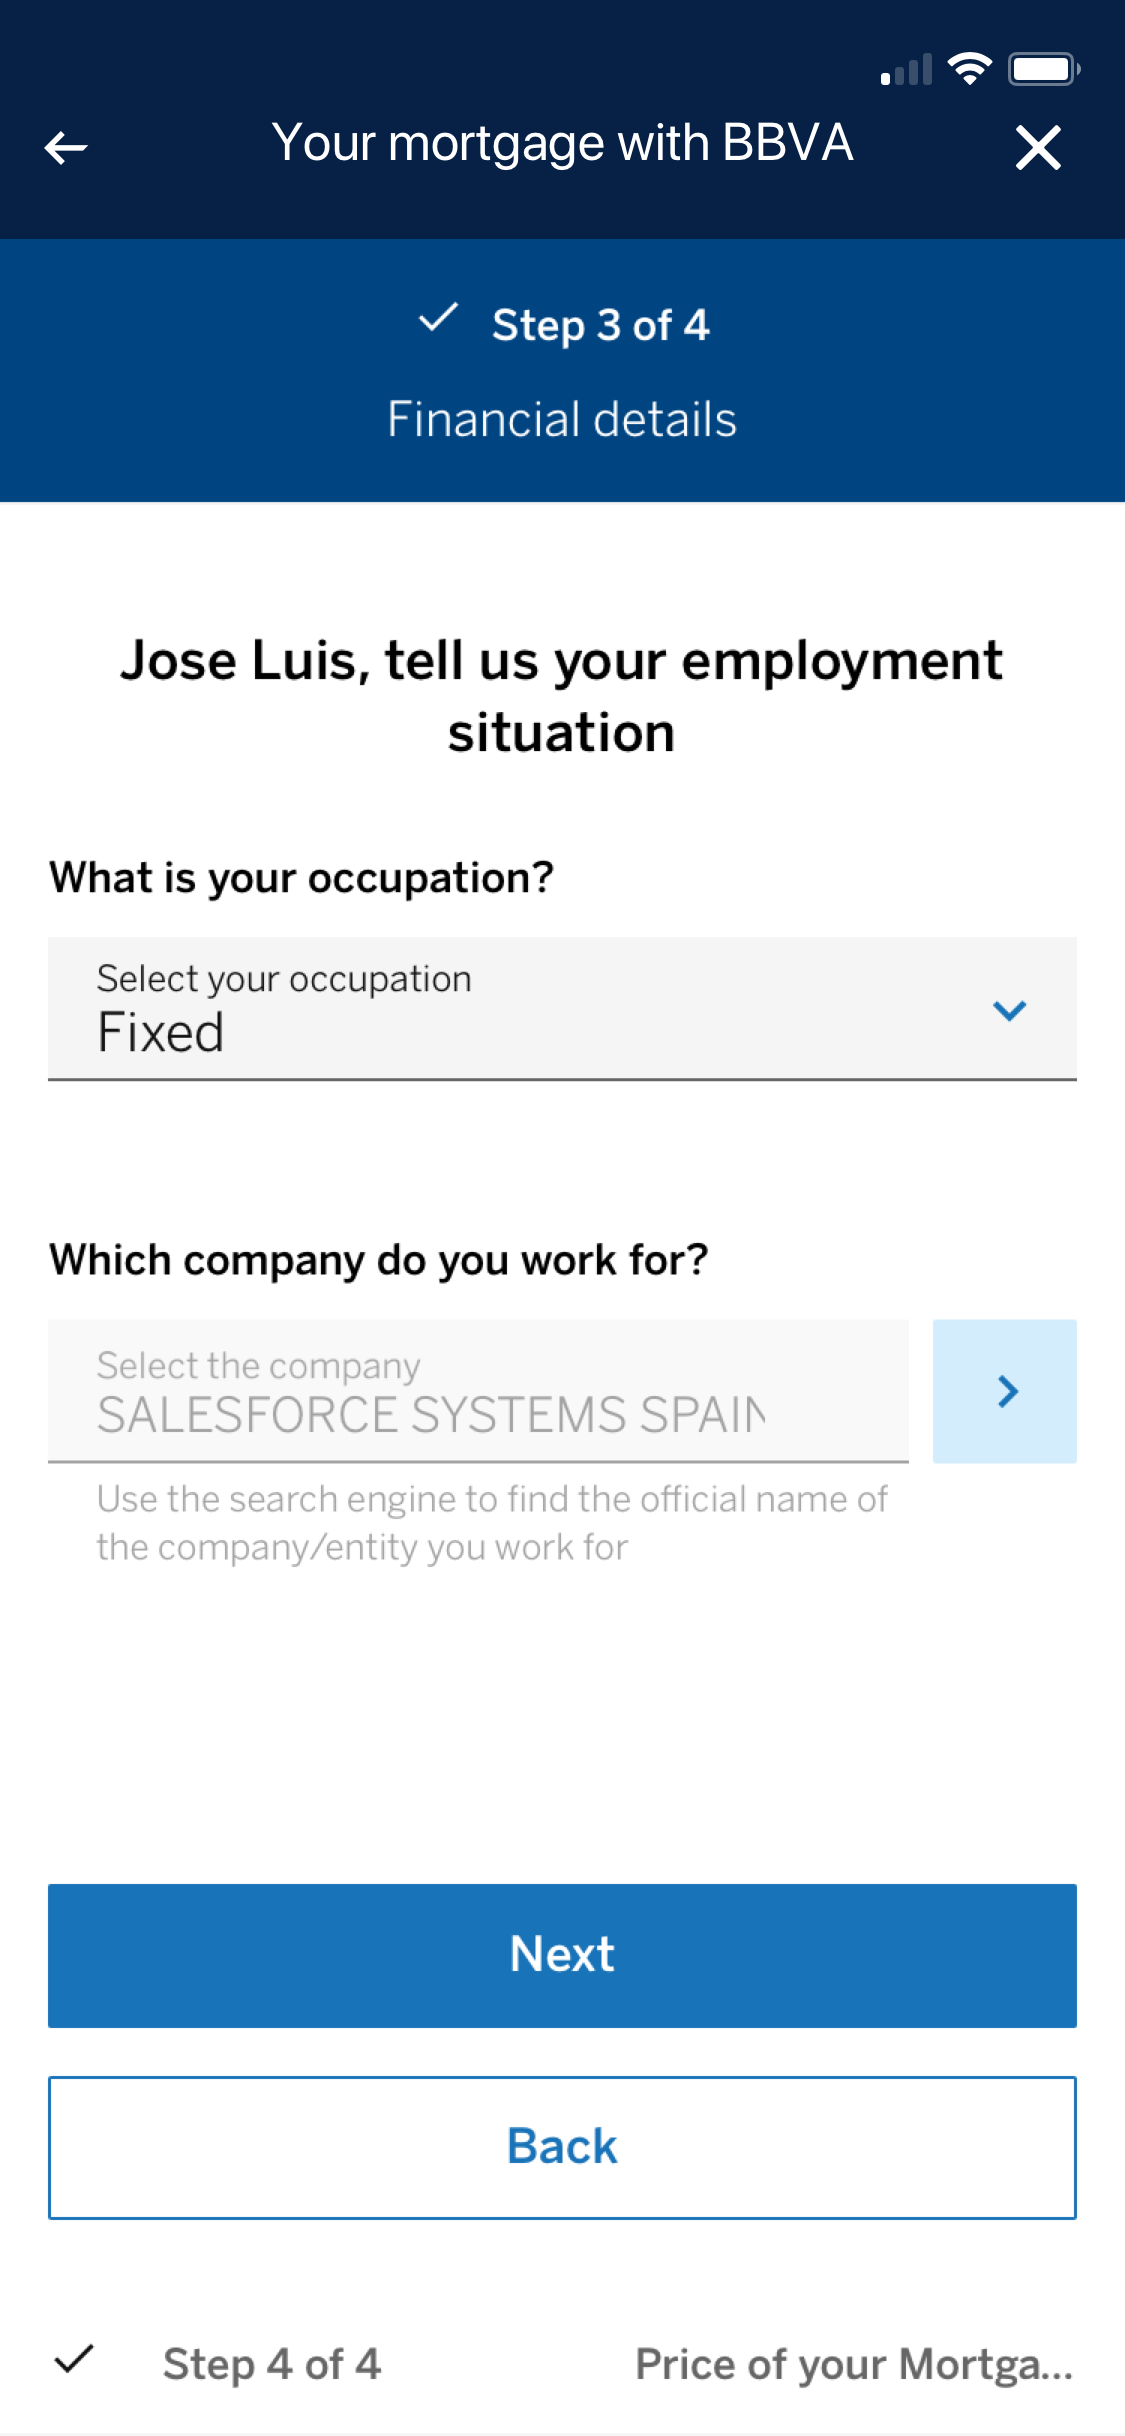 Your mortgage with BBVA
Step 3 of 4
Financial details
Jose Luis, tell us your employment
situation
What is your occupation?
Select your occupation
Fixed
Which company do you work for?
Select the company
SALESFORCE SYSTEMS SPAIN
Use the search engine to find the official name of
the company/entity you work for
Next
Back
Step 4 of 4
Price of your Mortga...